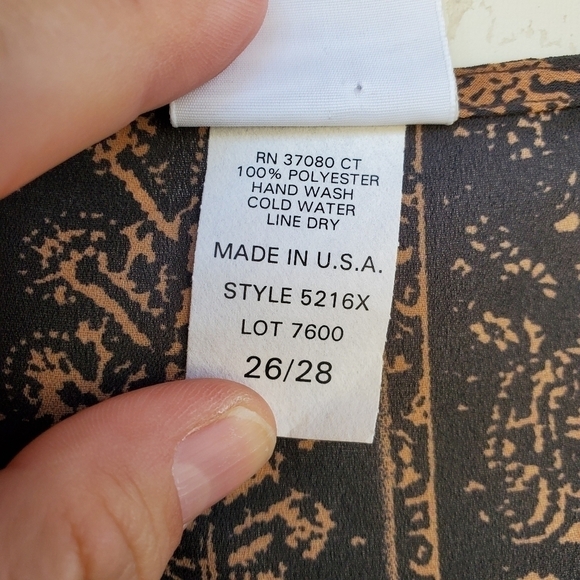 RN 37080 CT
100% POLYESTER
HAND WASH
COLD WATER
LINE DRY
MADE IN U.S.A.
STYLE 5216X
LOT 7600
26/28